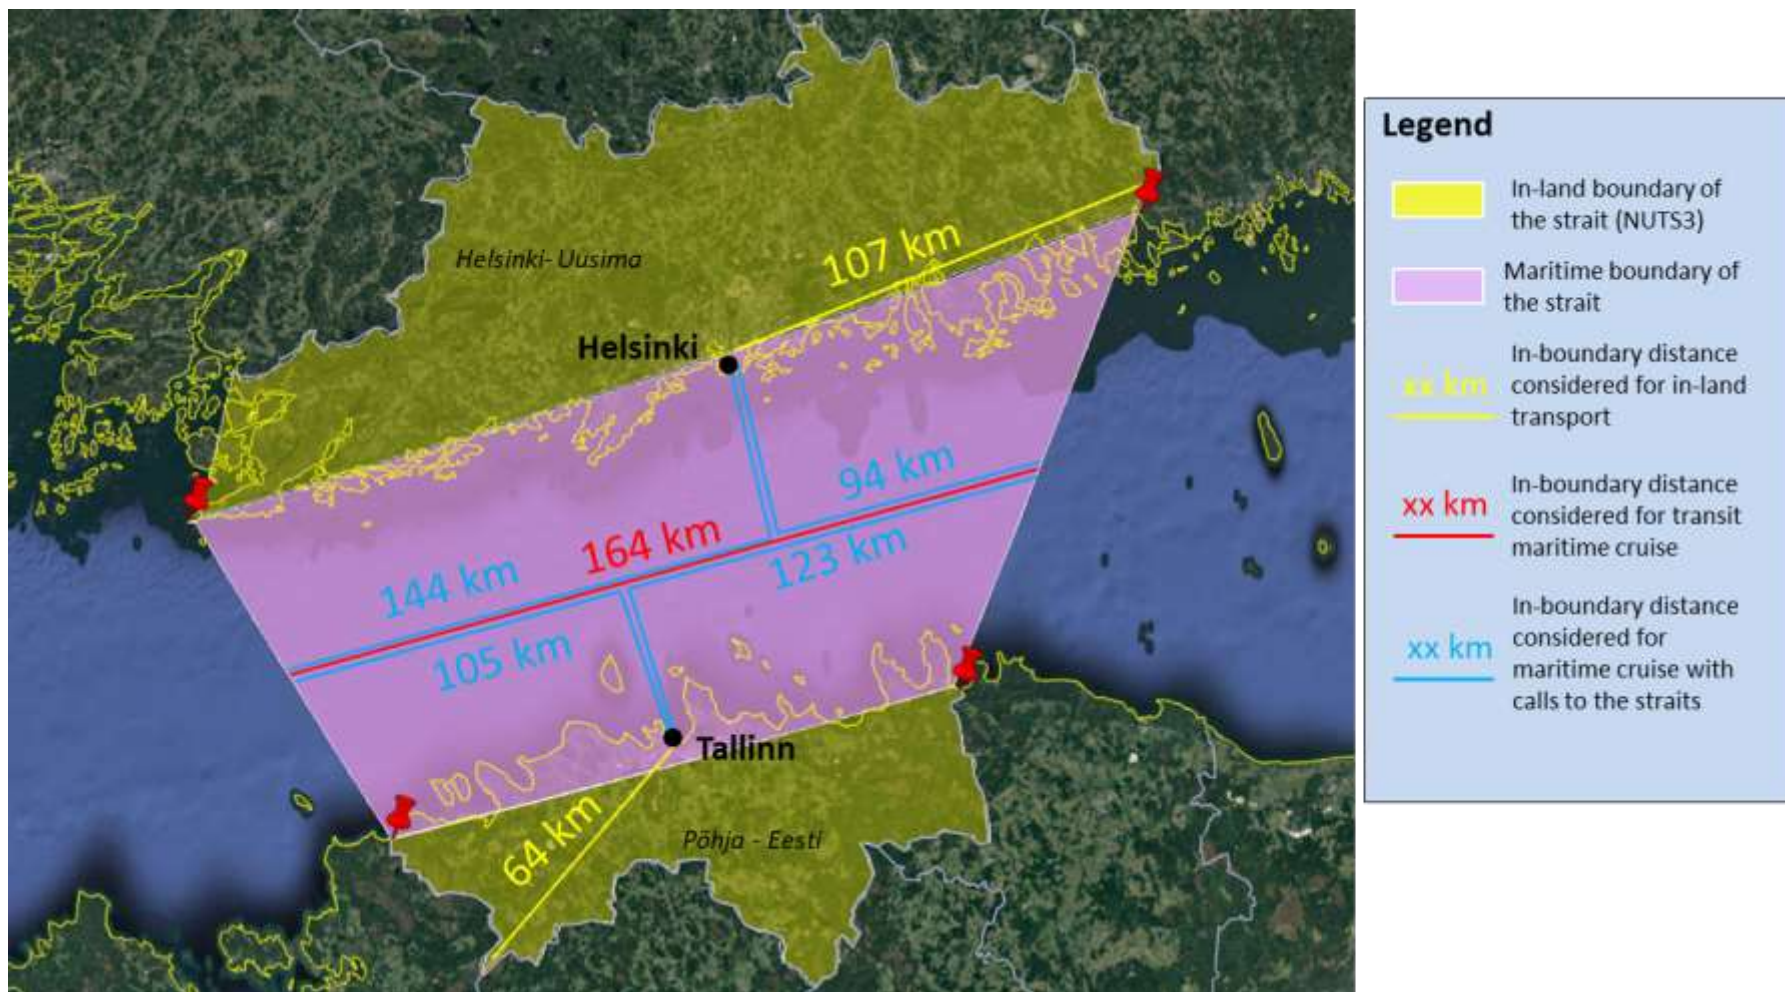 Helsinki- Uusima
107 km
Helsinki
94 km
164 km
144 km
123 km
105 km
Tallinn
64 km
Põhja - Eesti
Legend
In-land boundary of
the strait (NUTS3)
Maritime boundary of
the strait
xx km
In-boundary distance
considered for in-land
transport
xx km
In-boundary distance
considered for transit
maritime cruise
xx km
In-boundary distance
considered for
maritime cruise with
calls to the straits